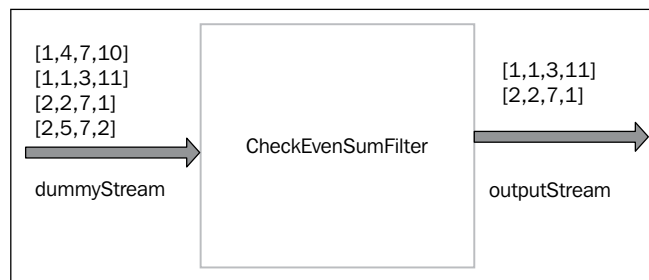 [1,4,7,10]
[1,1,3,11]
[2,2,7,1]
[2,5,7,2]
dummyStream
CheckEvenSumFilter
[1,1,3,11]
[2,2,7,1]
outputStream